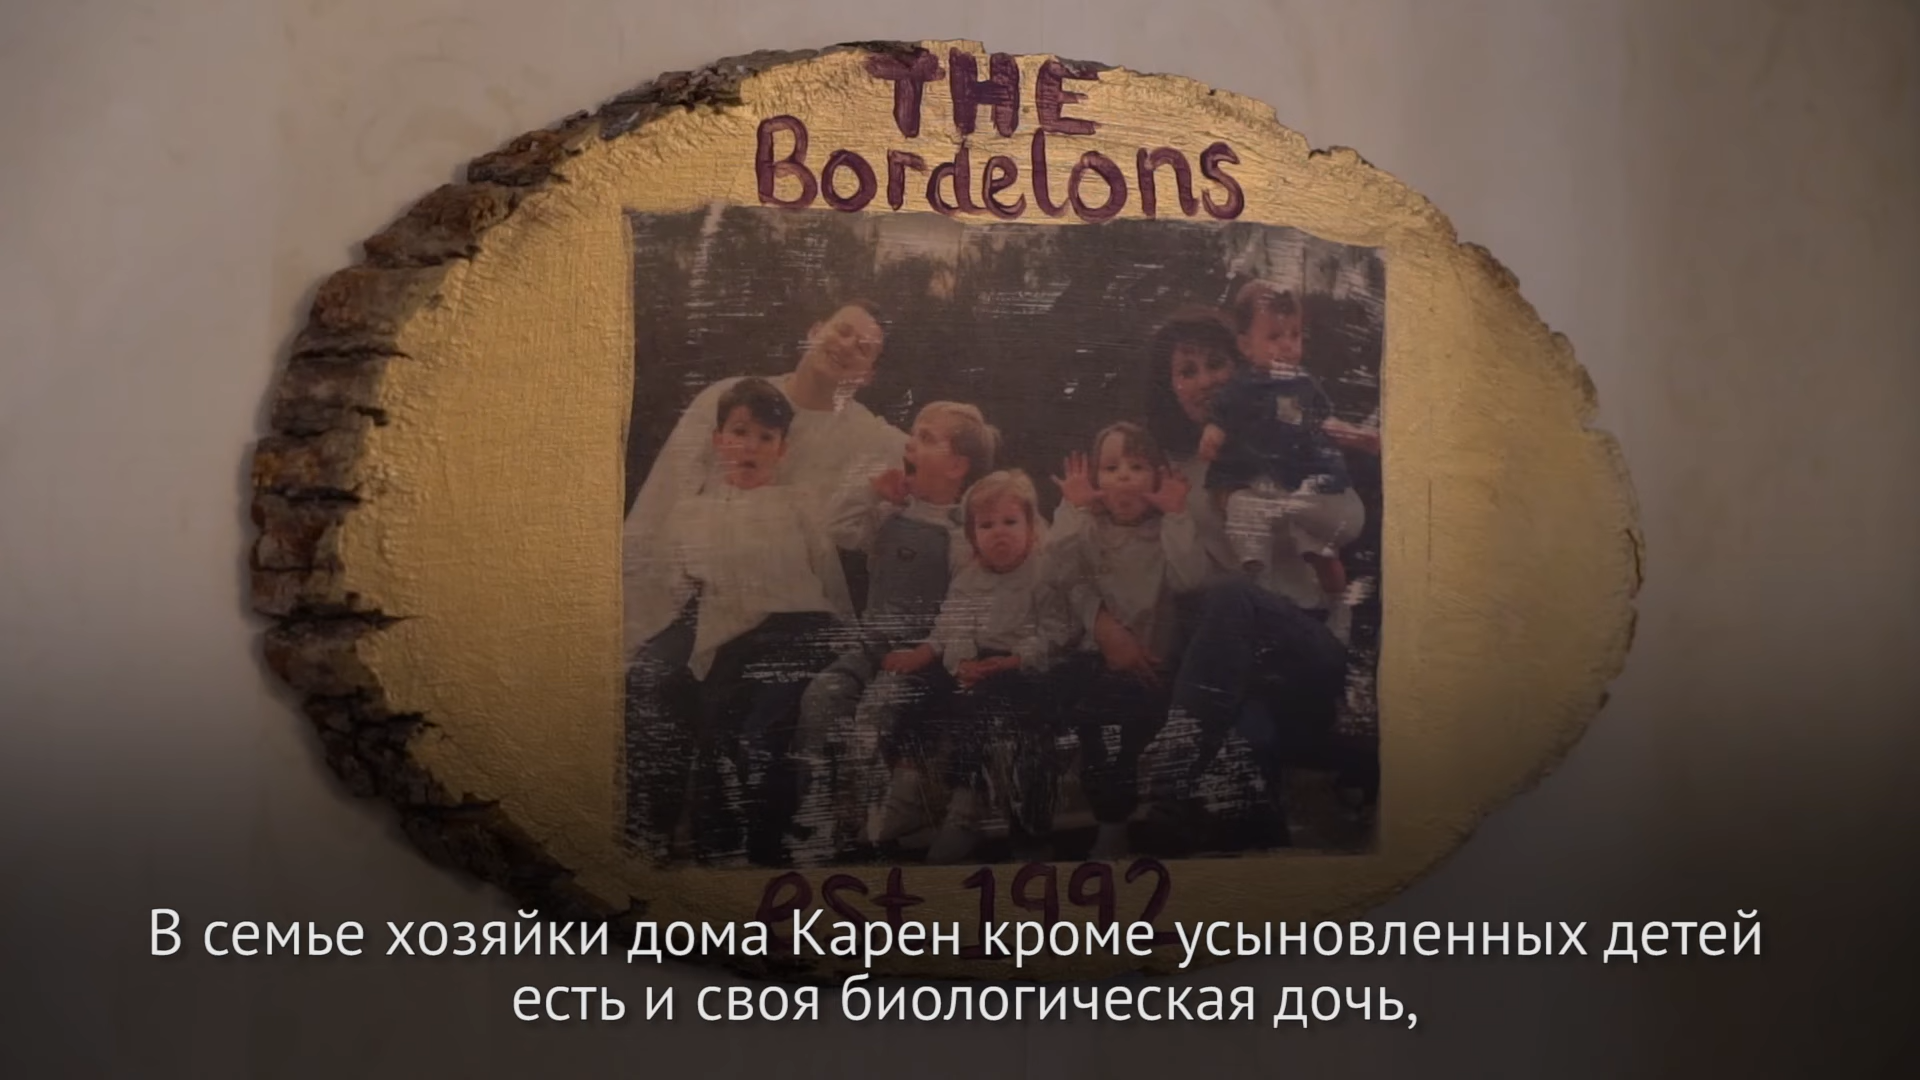 THE
Bordelons
est 1992
В семье хозяйки дома Карен кроме усыновленных детей
есть и своя биологическая дочь,